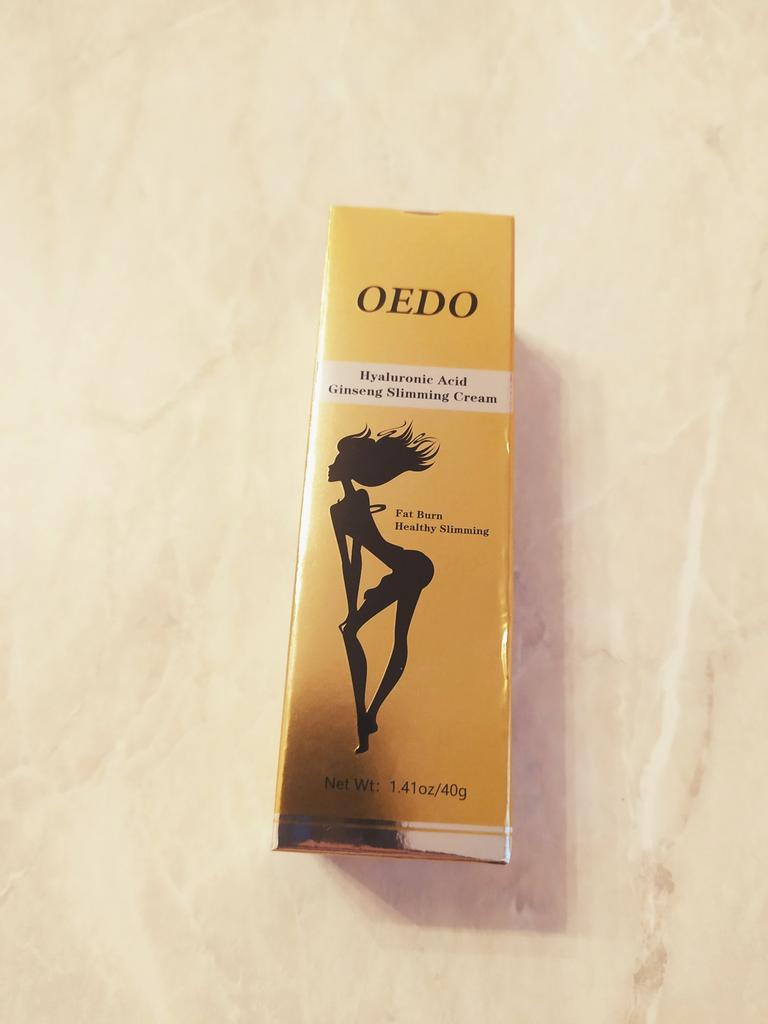 OEDO
Hyaluronic Acid
Ginseng Slimming Cream
Fat Burn
Healthy Slimming
Net Wt: 1.41oz/40g